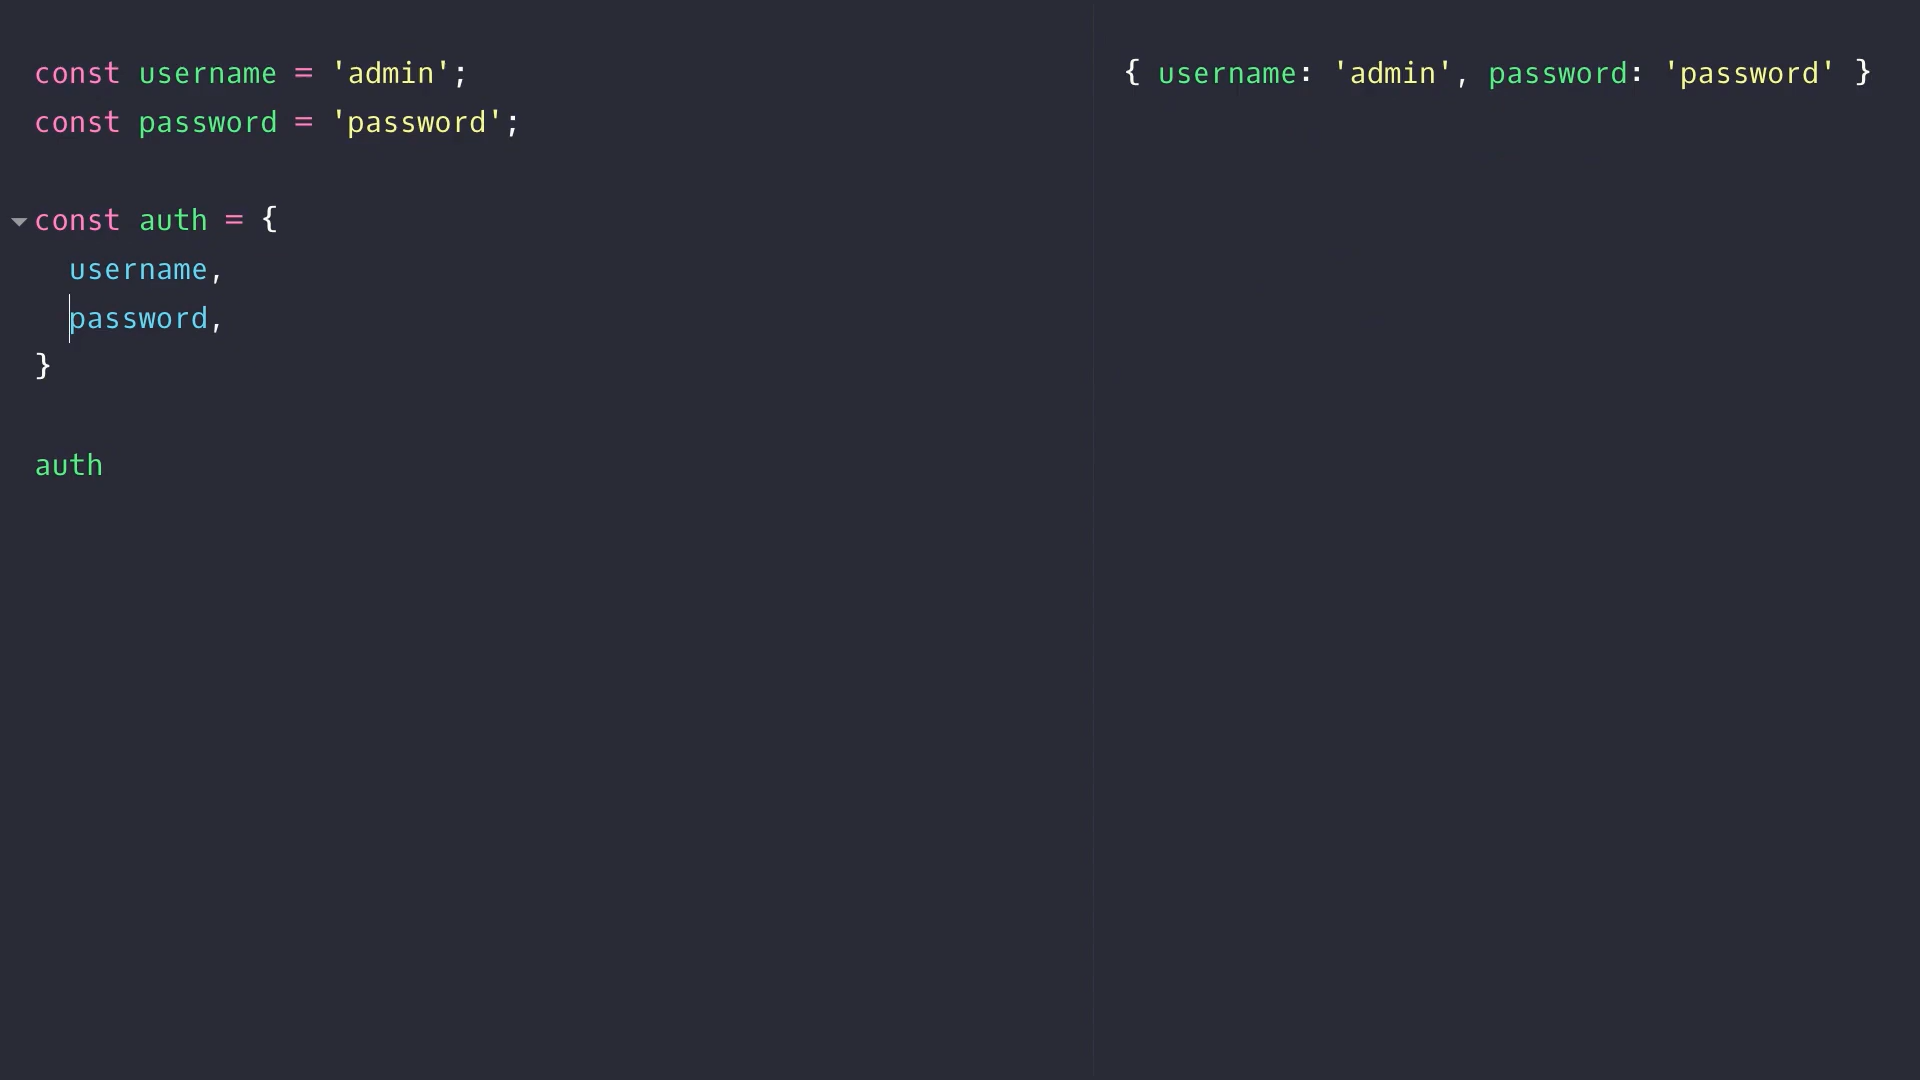 const username = 'admin';
const password = 'password';
const auth = {
  username,
  password,
}
auth
{ username: 'admin', password: 'password' }